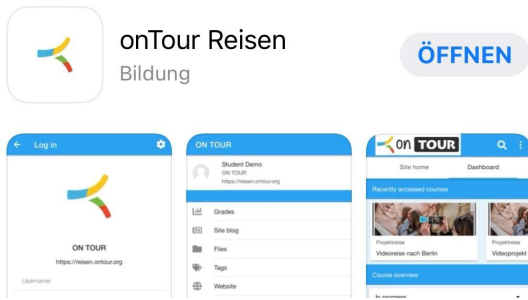 onTour Reisen
Bildung
ÖFFNEN
Log in
ON TOUR
https://reisen.ontour.org
Username
ON TOUR
Student Demo
ON TOUR
https://reisen.ontour.org
Grades
Site blog
Files
Tags
Website
on TOUR
Site home
Dashboard
Recently accessed courses
Projektreise
Videoreise nach Berlin
Projektreise
Videoprojekt
Course overview
In progress